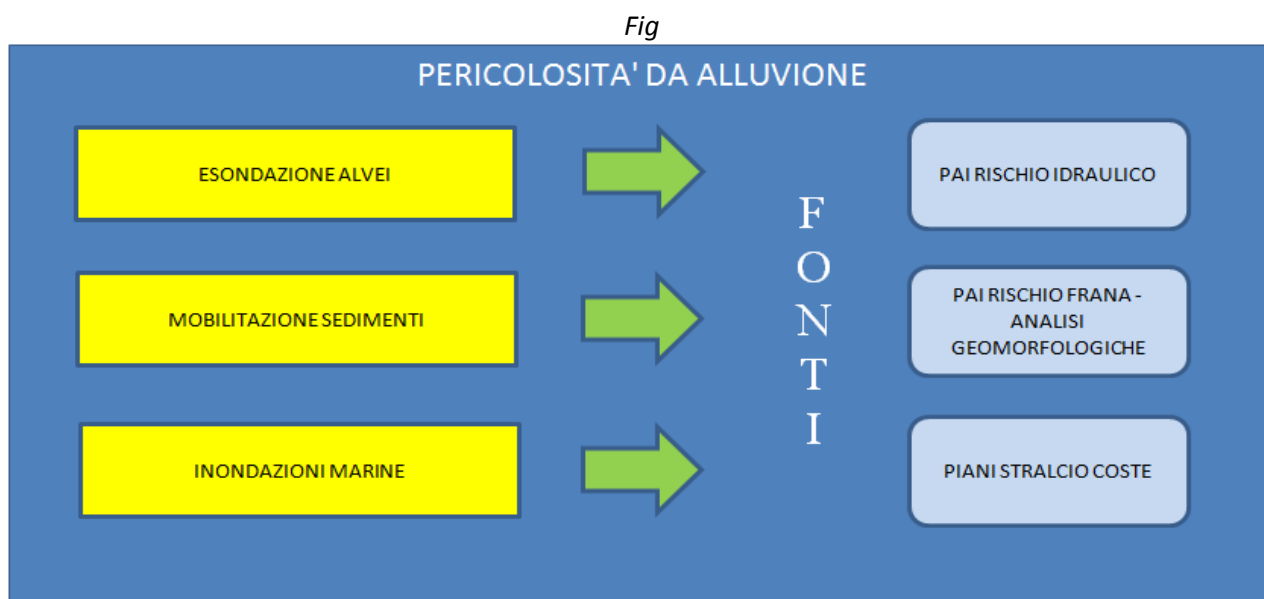 Fig
PERICOLOSITA' DA ALLUVIONE
ESONDAZIONE ALVEI
PAI RISCHIO IDRAULICO
MOBILITAZIONE SEDIMENTI
PAI RISCHIO FRANA -
ANALISI
GEOMORFOLOGICHE
INONDAZIONI MARINE
PIANI STRALCIO COSTE
F
O
N
T
I